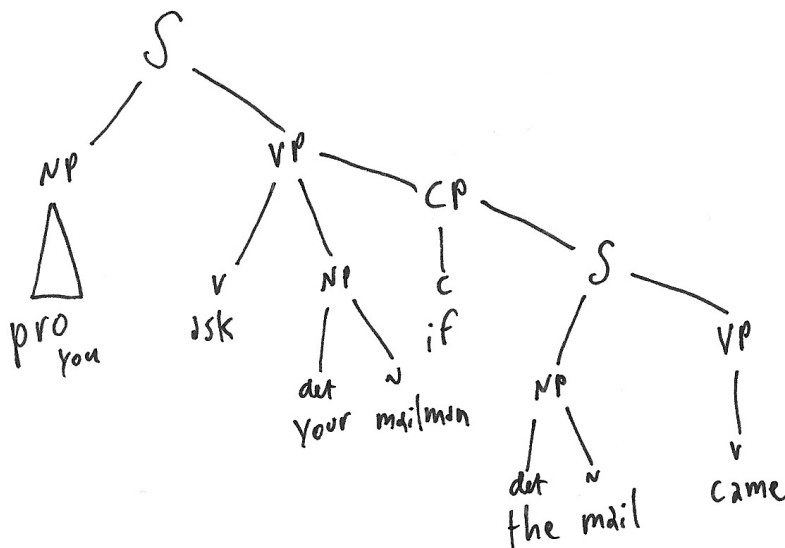 S
NP VP CP
S
V NP C
pro you ask if VP
det N NP
your mailman
V
det N came
the mail